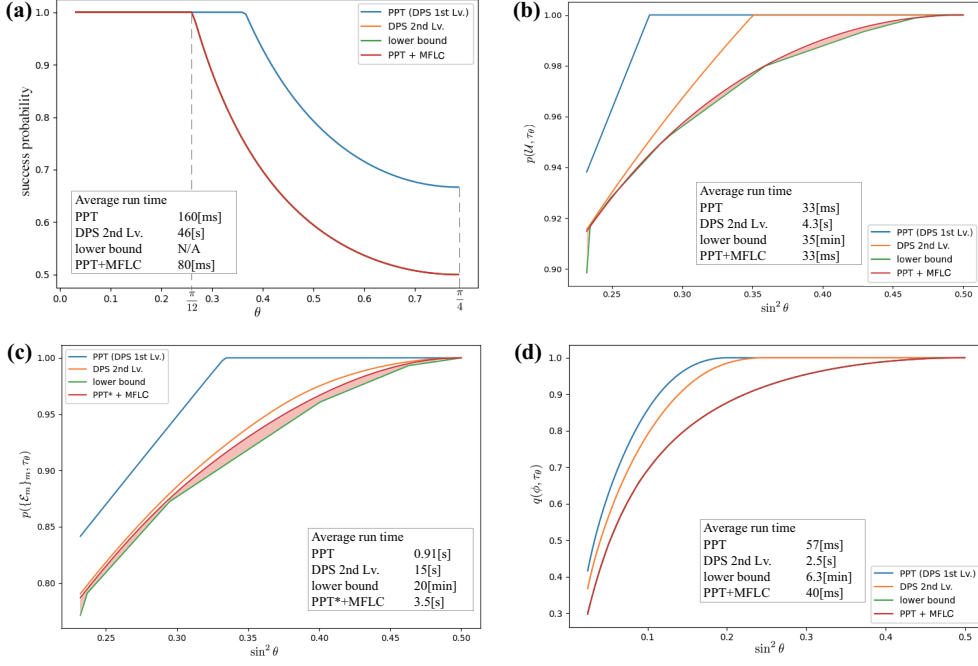 (a)
1.0
0.9
0.8
0.7
0.6
0.5
success probability
PPT (DPS 1st Lv.)
DPS 2nd Lv.
lower bound
PPT + MFLC
Average run time
PPT 160[ms]
DPS 2nd Lv. 46[s]
lower bound N/A
PPT+MFLC 80[ms]
0.0 0.1 π/12 0.3 0.4 0.5 0.6 0.7 π/4
θ
(b)
1.00
0.98
0.96
0.94
0.92
0.90
p(𝒰, τθ)
Average run time
PPT 33[ms]
DPS 2nd Lv. 4.3[s]
lower bound 35[min]
PPT+MFLC 33[ms]
PPT (DPS 1st Lv.)
DPS 2nd Lv.
lower bound
PPT + MFLC
0.25 0.30 0.35 0.40 0.45 0.50
sin² θ
(c)
1.00
0.95
0.90
0.85
0.80
p({ℰm}m, τθ)
PPT (DPS 1st Lv.)
DPS 2nd Lv.
lower bound
PPT* + MFLC
Average run time
PPT 0.91[s]
DPS 2nd Lv. 15[s]
lower bound 20[min]
PPT*+MFLC 3.5[s]
0.25 0.30 0.35 0.40 0.45 0.50
sin² θ
(d)
1.0
0.9
0.8
0.7
0.6
0.5
0.4
0.3
0.2
q(ϕ, τθ)
Average run time
PPT 57[ms]
DPS 2nd Lv. 2.5[s]
lower bound 6.3[min]
PPT+MFLC 40[ms]
PPT (DPS 1st Lv.)
DPS 2nd Lv.
lower bound
PPT + MFLC
0.1 0.2 0.3 0.4 0.5
sin² θ